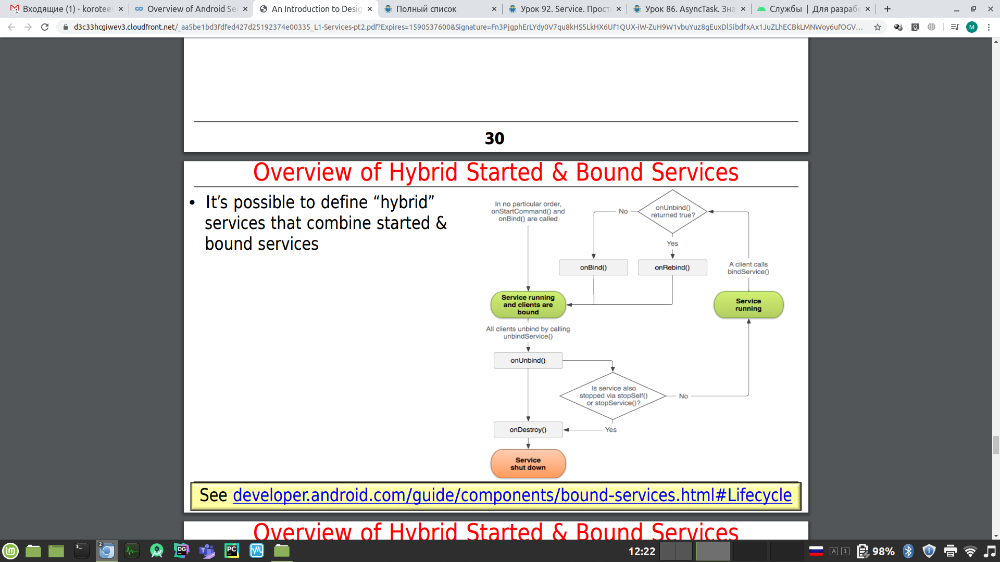 Входящие (1) - korotee
Overview of Android Se
An Introduction to Desig
Полный список
Урок 92. Service. Прост
Урок 86. AsyncTask. Зна
Службы | Для разраб
d3c33hcgiwev3.cloudfront.net/_aa5be1bd3fdfed427d25192374e00335_L1-Services-pt2.pdf?Expires=1590537600&Signature=Fn3PjgphErLYdy0V7qu8kHS5LkHX6Uf1QUX-iW-ZuH9W1vbuYuz8gEuxDl5ibdfxAx1JuZLhECBkLMNWoy6ufOGV...
M
30
Overview of Hybrid Started & Bound Services
• It’s possible to define “hybrid”
services that combine started &
bound services
In no particular order,
onStartCommand() and
onBind() are called
No
onUnbind()
returned true?
Yes
onBind()
onRebind()
A client calls
bindService()
Service running
and clients are
bound
Service
running
All clients unbind by calling
unbindService()
onUnbind()
Is service also
stopped via stopSelf()
or stopService()?
No
onDestroy()
Yes
Service
shut down
See developer.android.com/guide/components/bound-services.html#Lifecycle
Overview of Hybrid Started & Bound Services
$_
2
DG
PC
12:22
A
1
98%